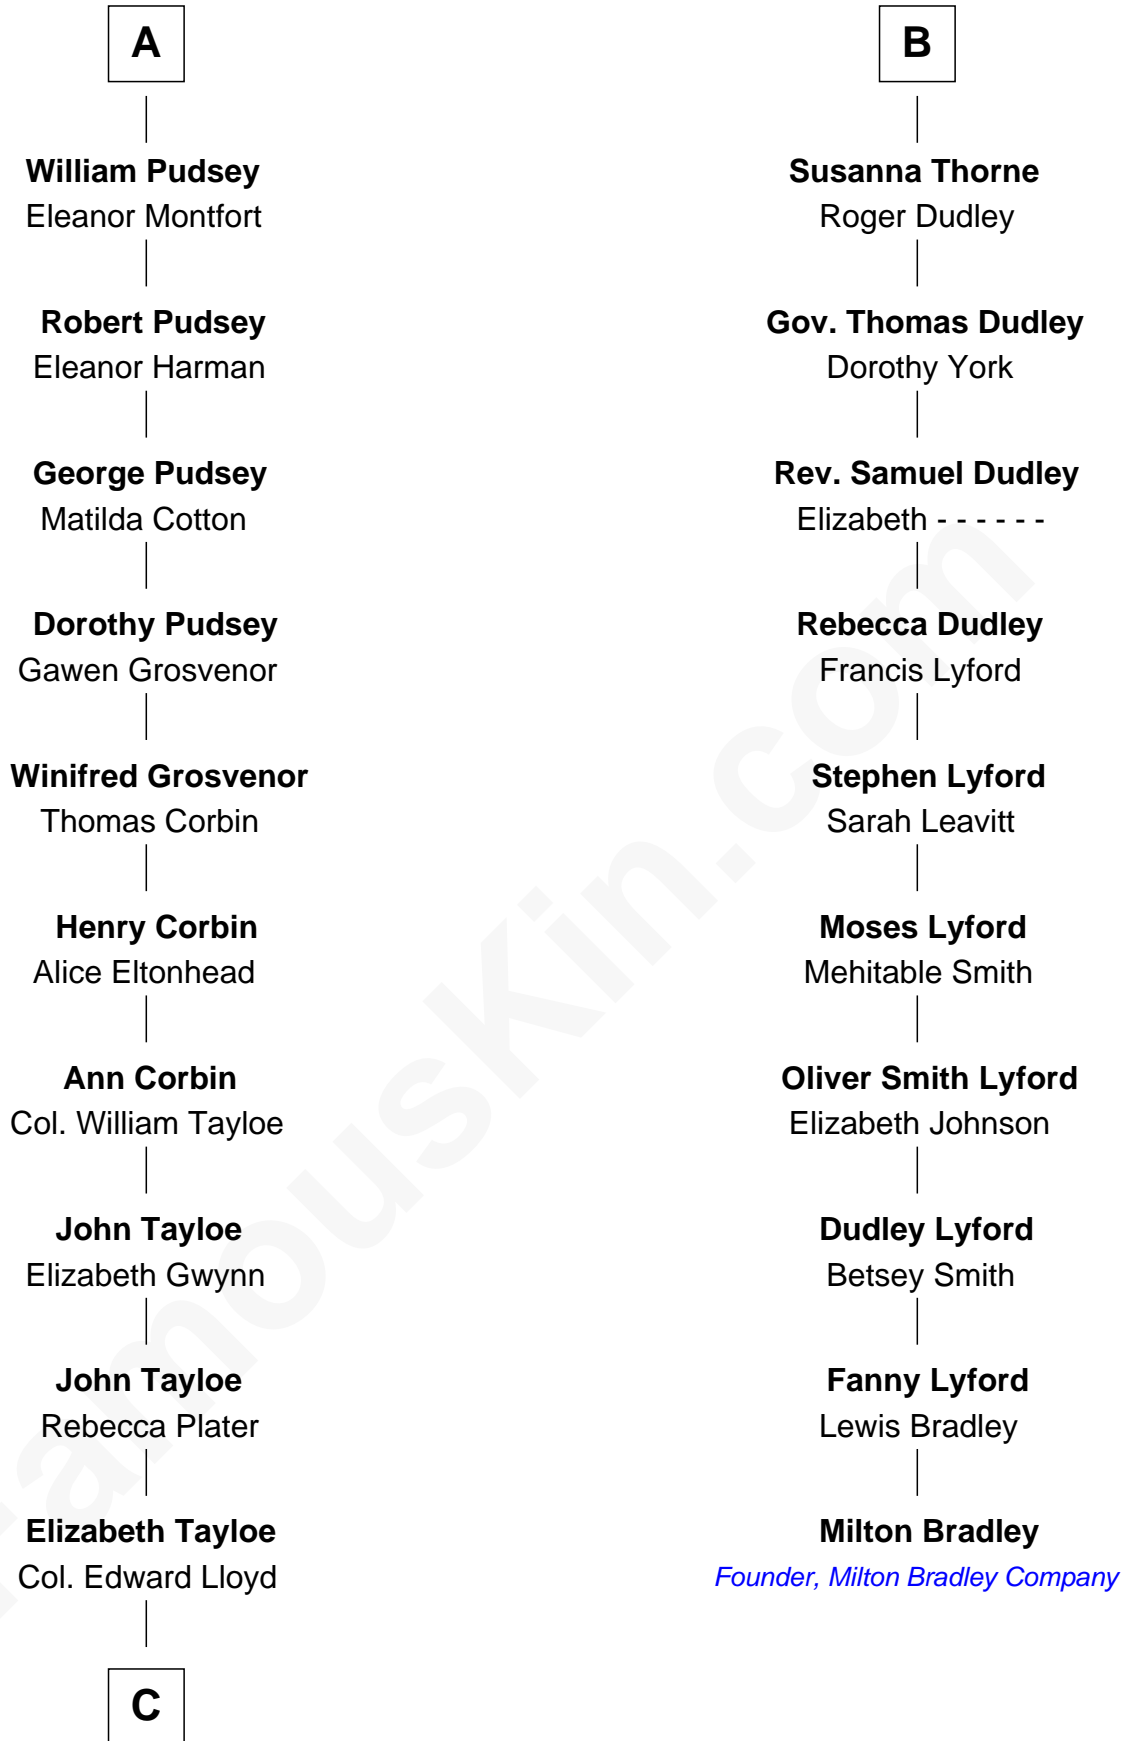 A
William Pudsey
Eleanor Montfort
Robert Pudsey
Eleanor Harman
George Pudsey
Matilda Cotton
Dorothy Pudsey
Gawen Grosvenor
Winifred Grosvenor
Thomas Corbin
Henry Corbin
Alice Eltonhead
Ann Corbin
Col. William Tayloe
John Tayloe
Elizabeth Gwynn
John Tayloe
Rebecca Plater
Elizabeth Tayloe
Col. Edward Lloyd
C
B
Susanna Thorne
Roger Dudley
Gov. Thomas Dudley
Dorothy York
Rev. Samuel Dudley
Elizabeth - - - - - -
Rebecca Dudley
Francis Lyford
Stephen Lyford
Sarah Leavitt
Moses Lyford
Mehitable Smith
Oliver Smith Lyford
Elizabeth Johnson
Dudley Lyford
Betsey Smith
Fanny Lyford
Lewis Bradley
Milton Bradley
Founder, Milton Bradley Company
FamousKin.com